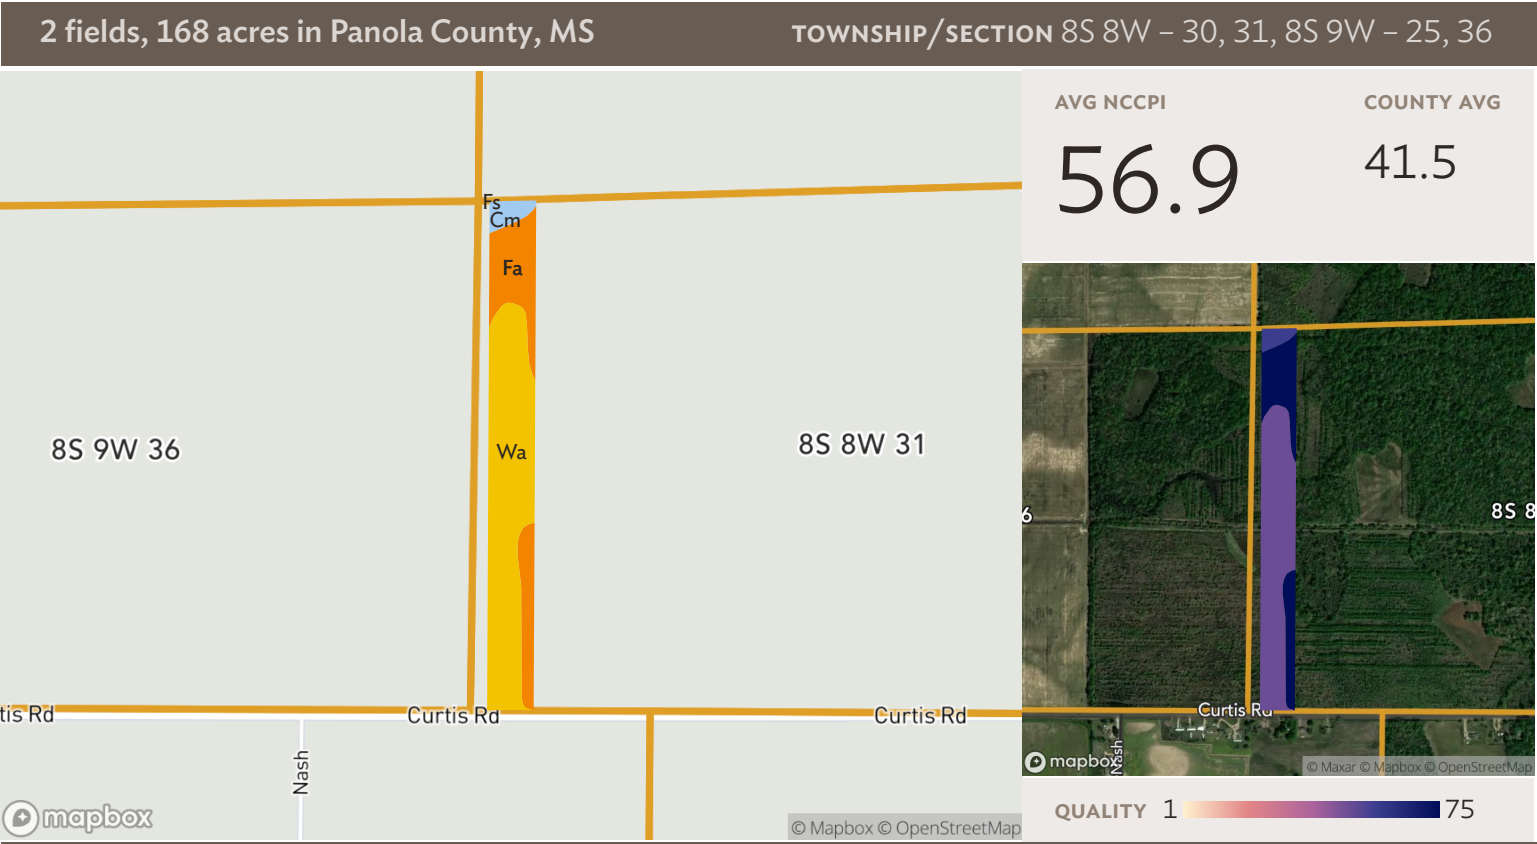 2 fields, 168 acres in Panola County, MS
TOWNSHIP/SECTION 8S 8W – 30, 31, 8S 9W – 25, 36
AVG NCCPI
COUNTY AVG
56.9
41.5
Fs
Cm
Fa
Wa
8S 9W 36
8S 8W 31
tis Rd
Curtis Rd
Curtis Rd
Nash
mapbox
© Mapbox © OpenStreetMap
6
8S 8
Curtis Rd
Nash
mapbox
© Maxar © Mapbox © OpenStreetMap
QUALITY 1 75